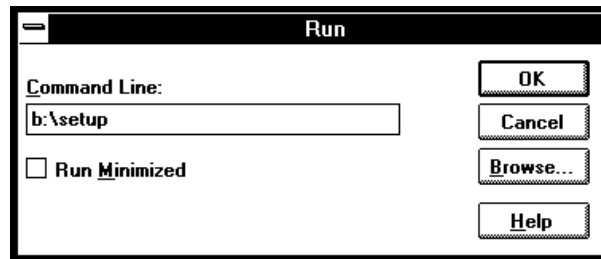 Run
Command Line:
b:\setup
Run Minimized
OK
Cancel
Browse...
Help